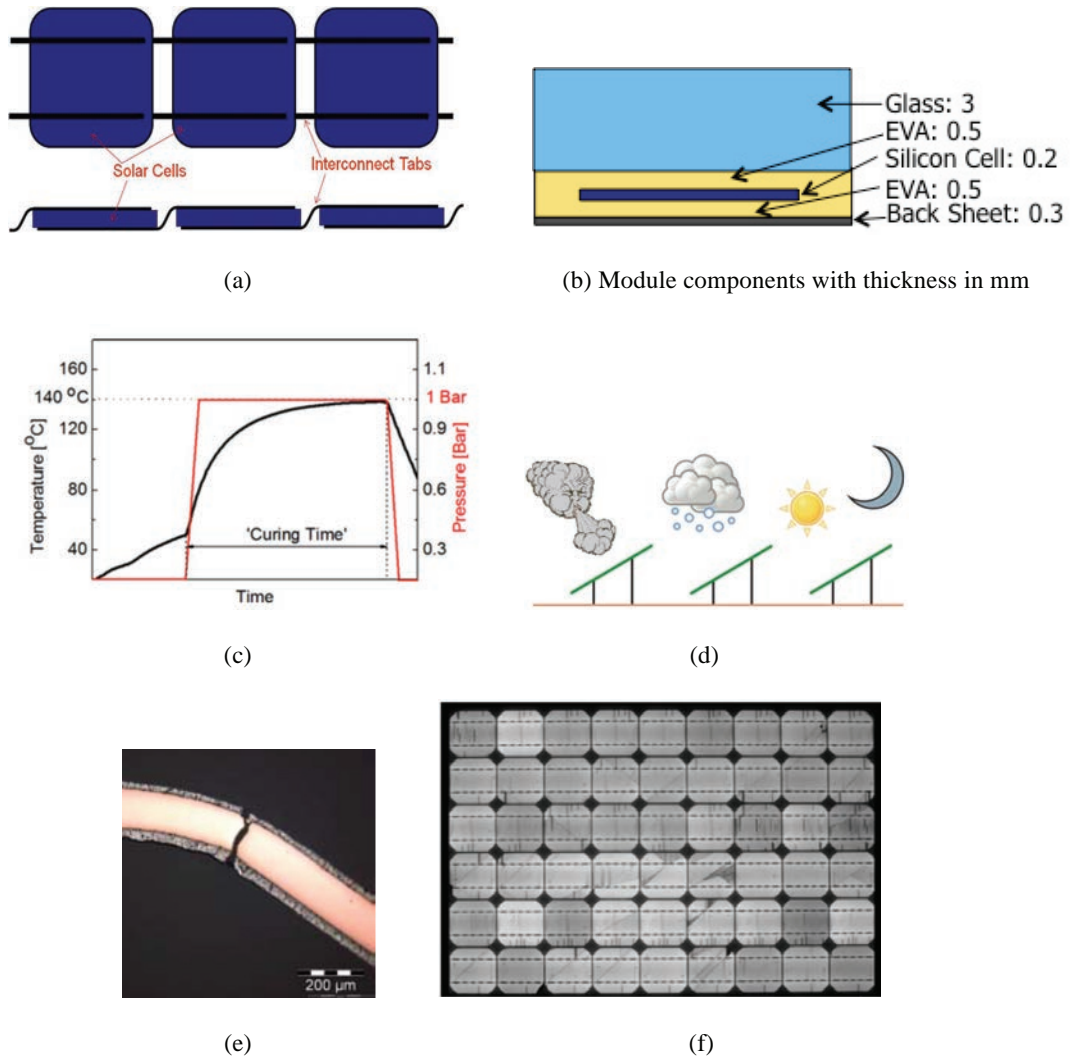 Solar Cells
Interconnect Tabs
(a)
Glass: 3
EVA: 0.5
Silicon Cell: 0.2
EVA: 0.5
Back Sheet: 0.3
(b) Module components with thickness in mm
Temperature [°C]
160
140 °C
120
80
40
1.1
1 Bar
0.9
0.6
0.3
Pressure [Bar]
'Curing Time'
Time
(c)
(d)
200 µm
(e)
(f)